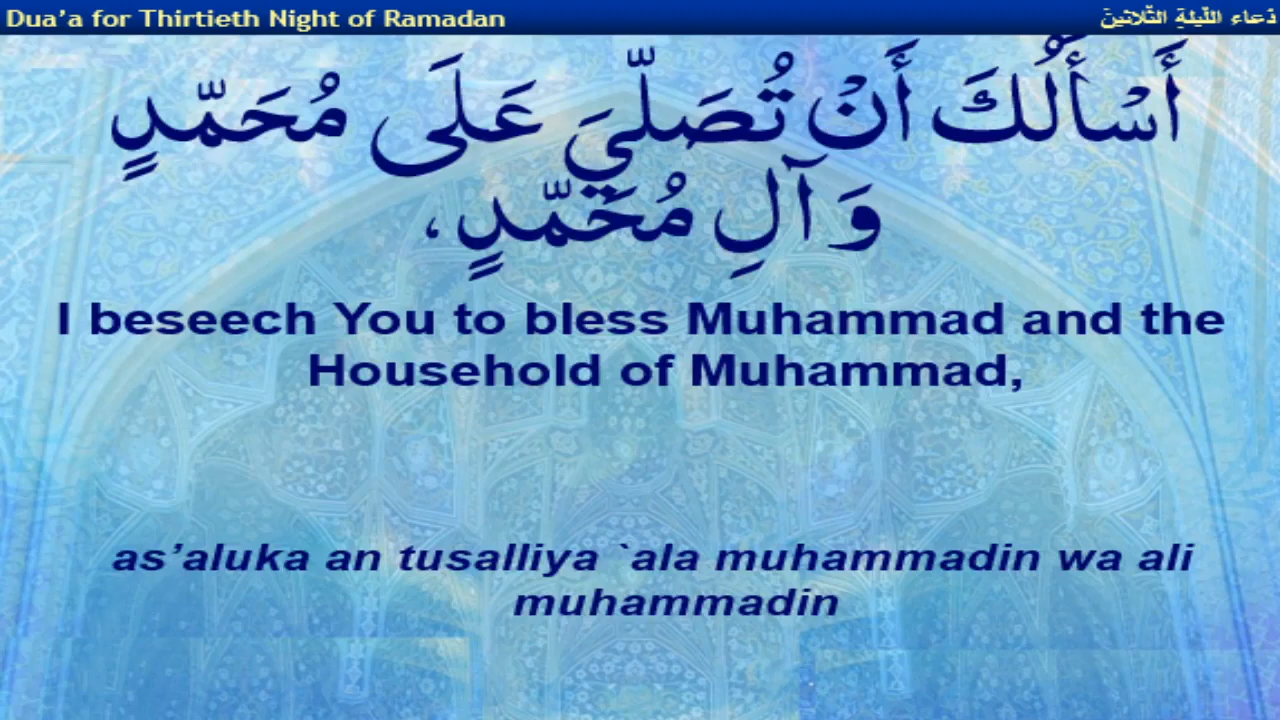 Dua’a for Thirtieth Night of Ramadan
دُعاء اللّيلةِ الثّلاثينَ
أَسْأَلُكَ أَنْ تُصَلّيَ عَلَى مُحَمّدٍ
وَ آلِ مُحَمّدٍ،
I beseech You to bless Muhammad and the
Household of Muhammad,
as’aluka an tusalliya `ala muhammadin wa ali
muhammadin